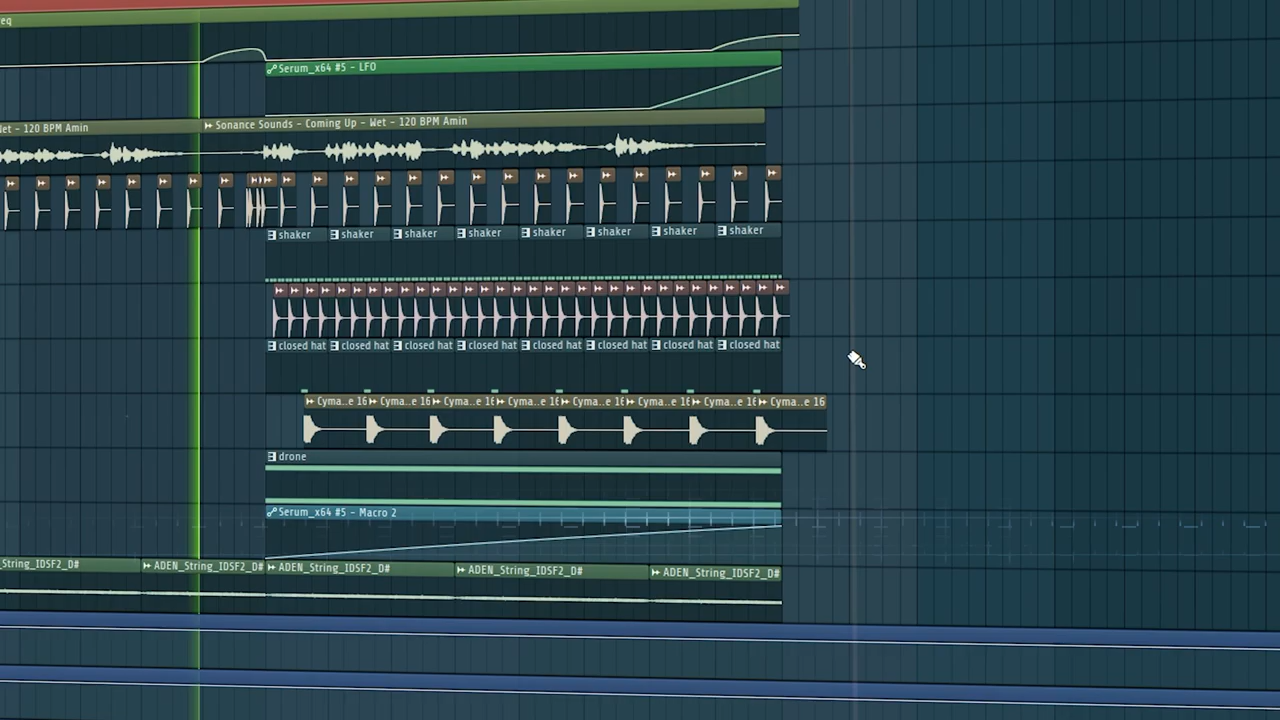 eq
Serum_x64 #5 - LFO
Wet - 120 BPM Amin
Sonance Sounds - Coming Up - Wet - 120 BPM Amin
shaker shaker shaker shaker shaker shaker shaker shaker
closed hat closed hat closed hat closed hat closed hat closed hat closed hat closed hat
Cyma..e 16 Cyma..e 16 Cyma..e 16 Cyma..e 16 Cyma..e 16 Cyma..e 16 Cyma..e 16 Cyma..e 16
drone
Serum_x64 #5 - Macro 2
_String_IDSF2_D# ADEN_String_IDSF2_D# ADEN_String_IDSF2_D# ADEN_String_IDSF2_D# ADEN_String_IDSF2_D#